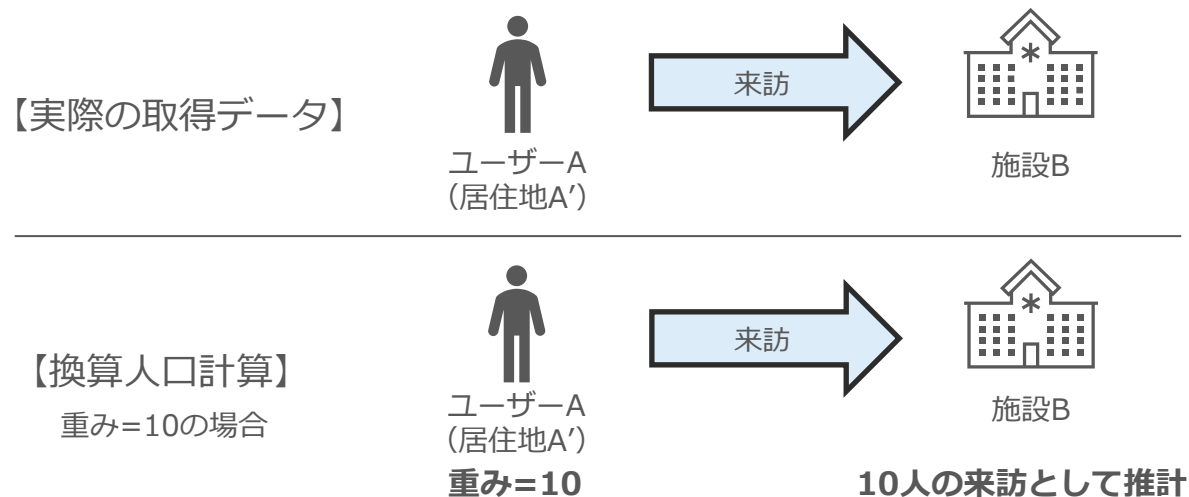 【実際の取得データ】
ユーザーA
（居住地A′）
来訪
施設B
【換算人口計算】
重み=10の場合
ユーザーA
（居住地A′）
重み=10
来訪
施設B
10人の来訪として推計